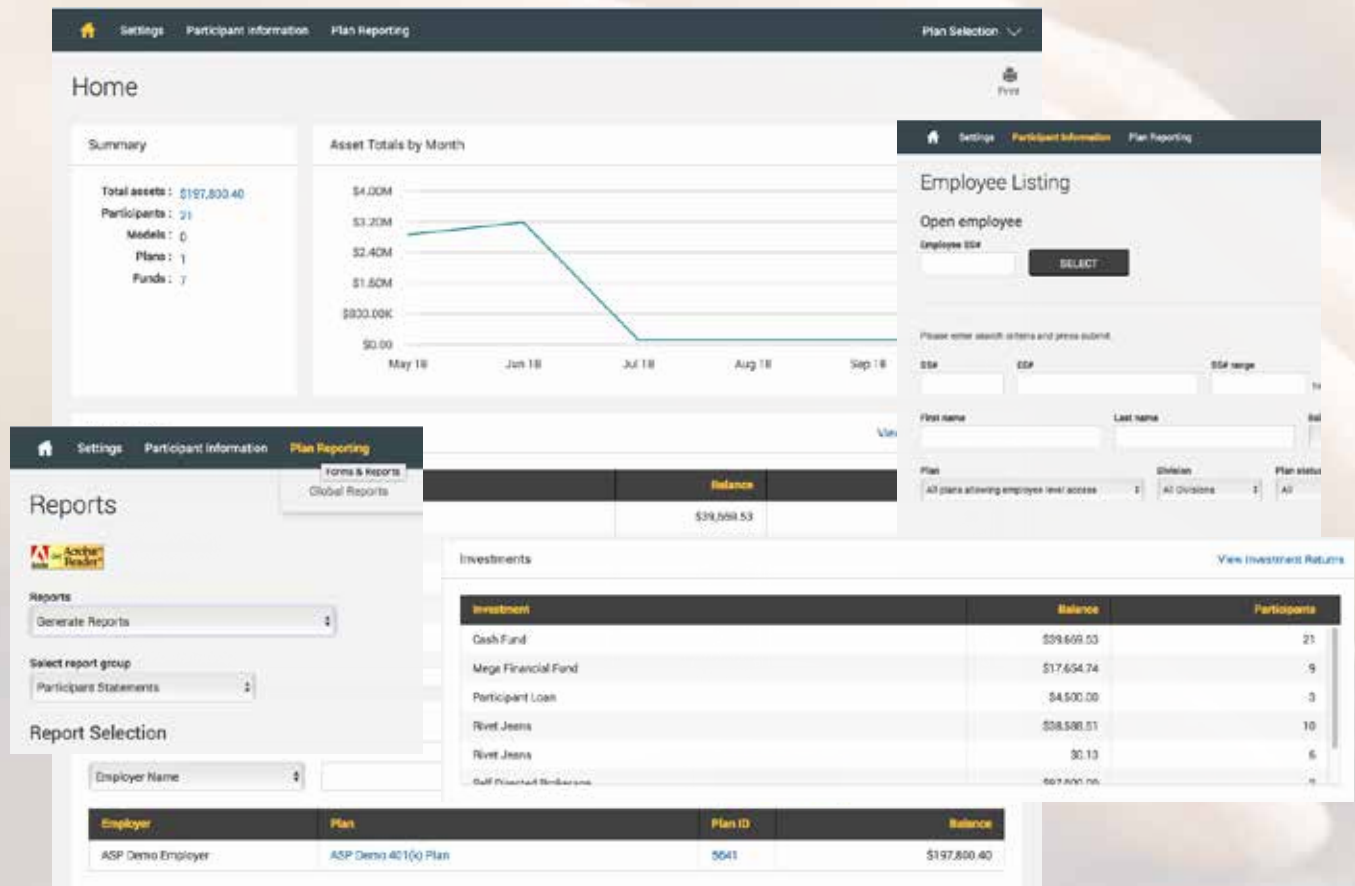 Settings Participant Information Plan Reporting Plan Selection
Home
Print
Summary
Total assets : $197,800.40
Participants : 21
Models : 0
Plans : 1
Funds : 7
Asset Totals by Month
$4.00M
$3.20M
$2.40M
$1.60M
$800.00K
$0.00
May 18 Jun 18 Jul 18 Aug 18 Sep 18
Settings Participant Information Plan Reporting
Employee Listing
Open employee
Employee SS#
SELECT
Please enter search criteria and press submit.
SS# SS# SS# range
First name Last name
Plan Division Plan status
All plans allowing employee level access All Divisions All
Balance
$39,669.53
Settings Participant Information Plan Reporting
Forms & Reports
Global Reports
Reports
Get Acrobat Reader
Reports
Generate Reports
Select report group
Participant Statements
Report Selection
Investments View Investment Returns
Investment Balance Participants
Cash Fund $39,669.53 21
Mega Financial Fund $17,654.74 9
Participant Loan $4,500.00 3
Rivet Jeans $38,588.51 10
Rivet Jeans $0.13 6
Self Directed Brokerage
Employer Name
Employer Plan Plan ID Balance
ASP Demo Employer ASP Demo 401(k) Plan 5641 $197,800.40